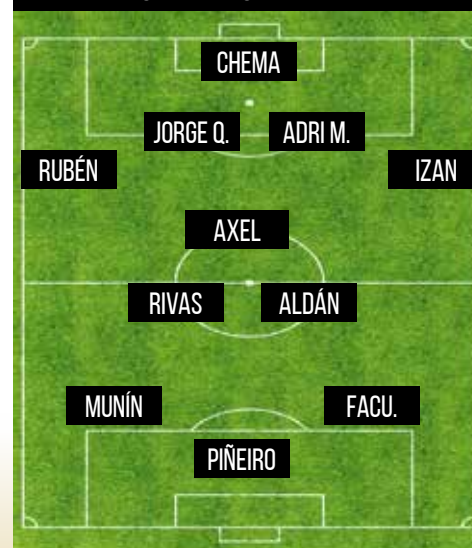 CHEMA
JORGE Q. ADRI M.
RUBÉN IZAN
AXEL
RIVAS ALDÁN
MUNÍN FACU.
PIÑEIRO